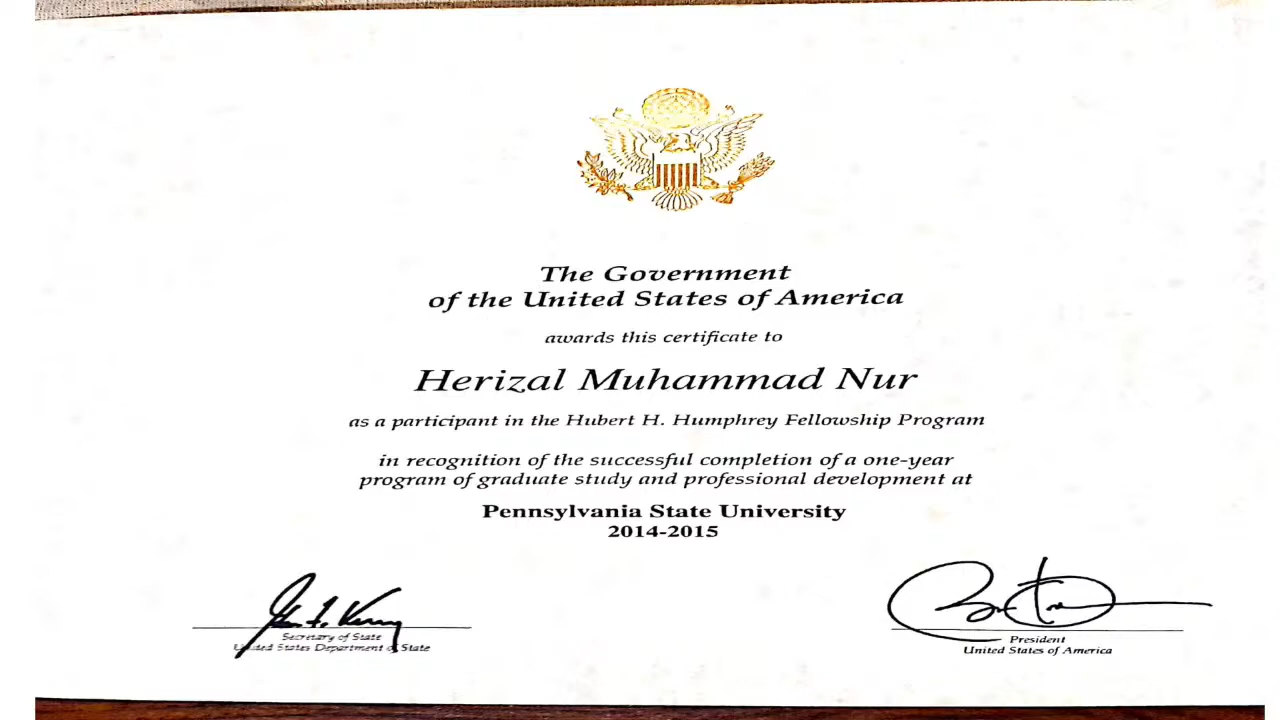 The Government
of the United States of America
awards this certificate to
Herizal Muhammad Nur
as a participant in the Hubert H. Humphrey Fellowship Program
in recognition of the successful completion of a one-year
program of graduate study and professional development at
Pennsylvania State University
2014-2015
Secretary of State
United States Department of State
President
United States of America